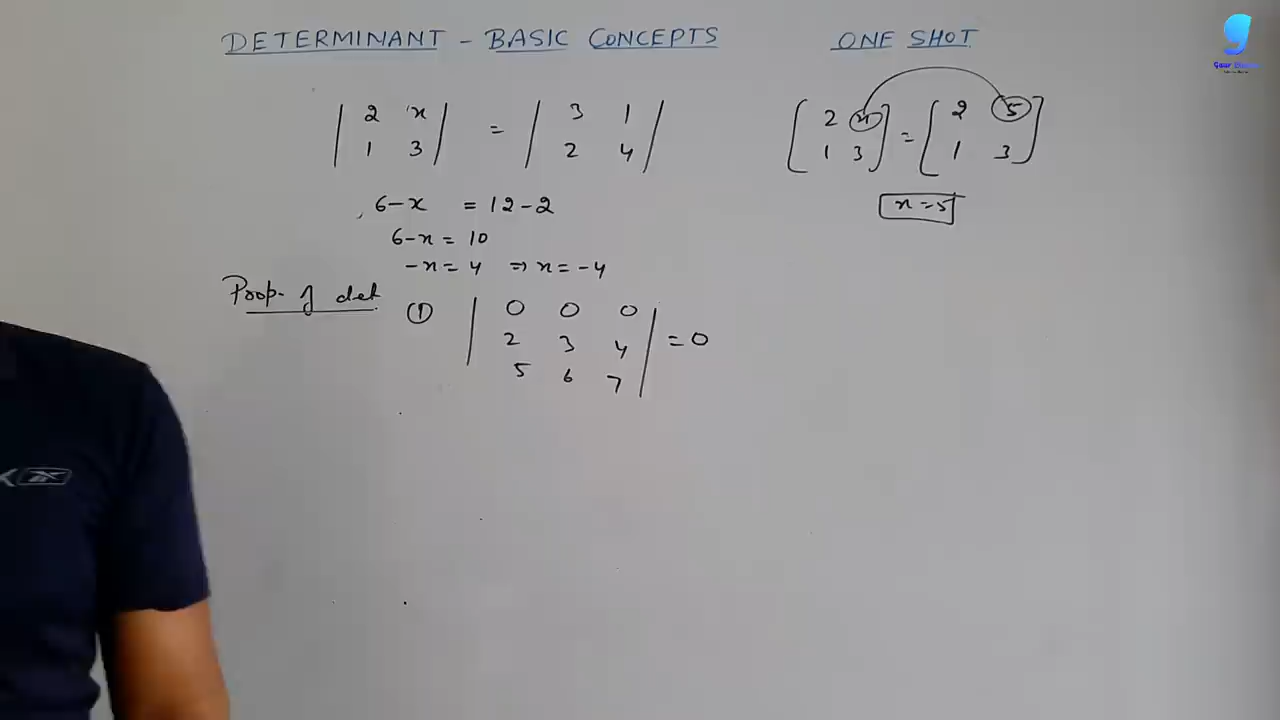 DETERMINANT - BASIC CONCEPTS ONE SHOT
| 2 x | = | 3 1 |
| 1 3 | | 2 4 |
[ 2 x ] = [ 2 5 ]
[ 1 3 ] [ 1 3 ]
x = 5
6-x = 12-2
6-x = 10
-x = 4 ⇒ x = -4
Prop. of det
① | 0 0 0 |
| 2 3 4 | = 0
| 5 6 7 |